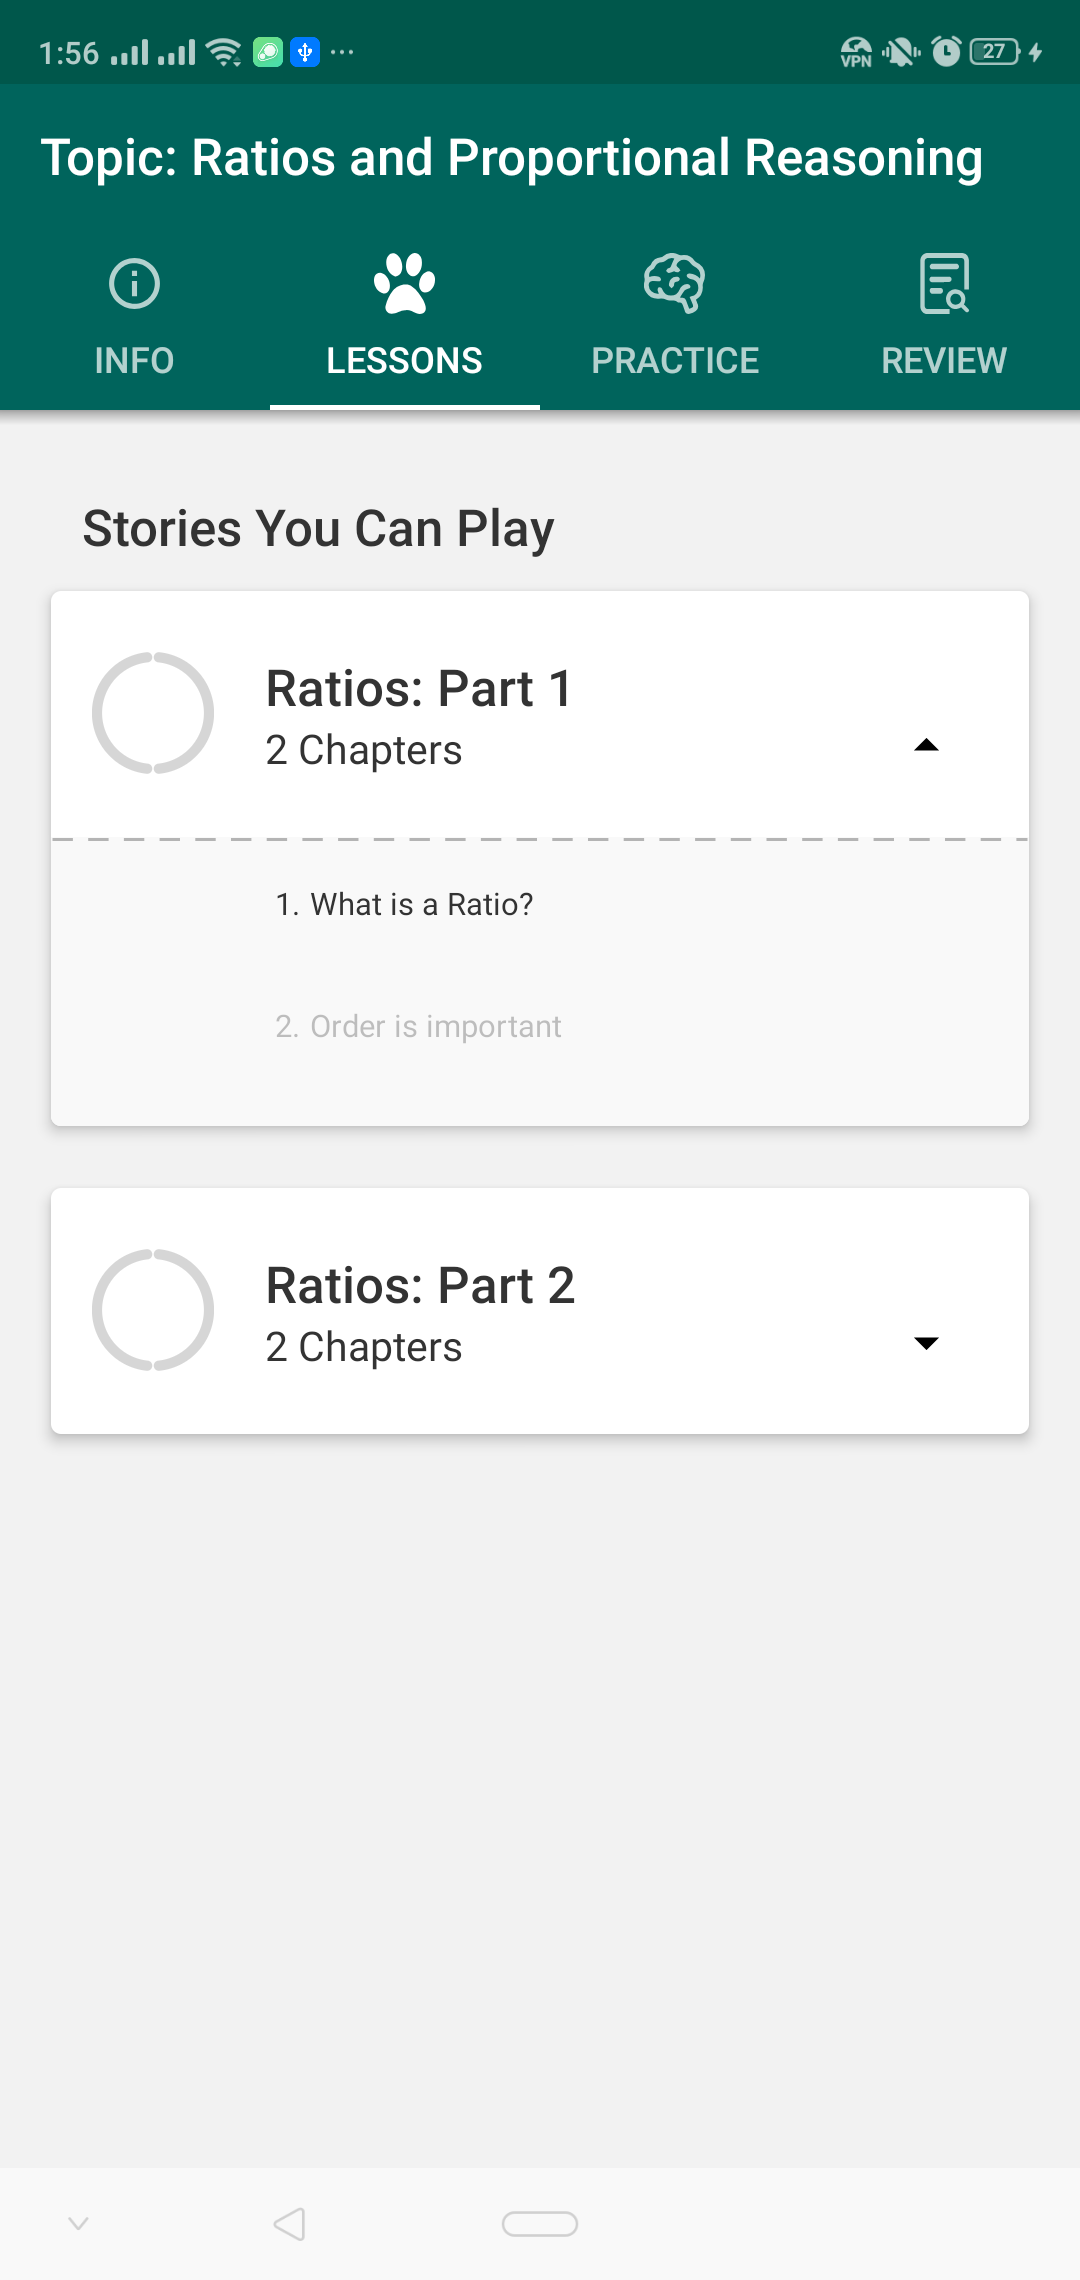 1:56
VPN
27
Topic: Ratios and Proportional Reasoning
INFO
LESSONS
PRACTICE
REVIEW
Stories You Can Play
Ratios: Part 1
2 Chapters
1. What is a Ratio?
2. Order is important
Ratios: Part 2
2 Chapters